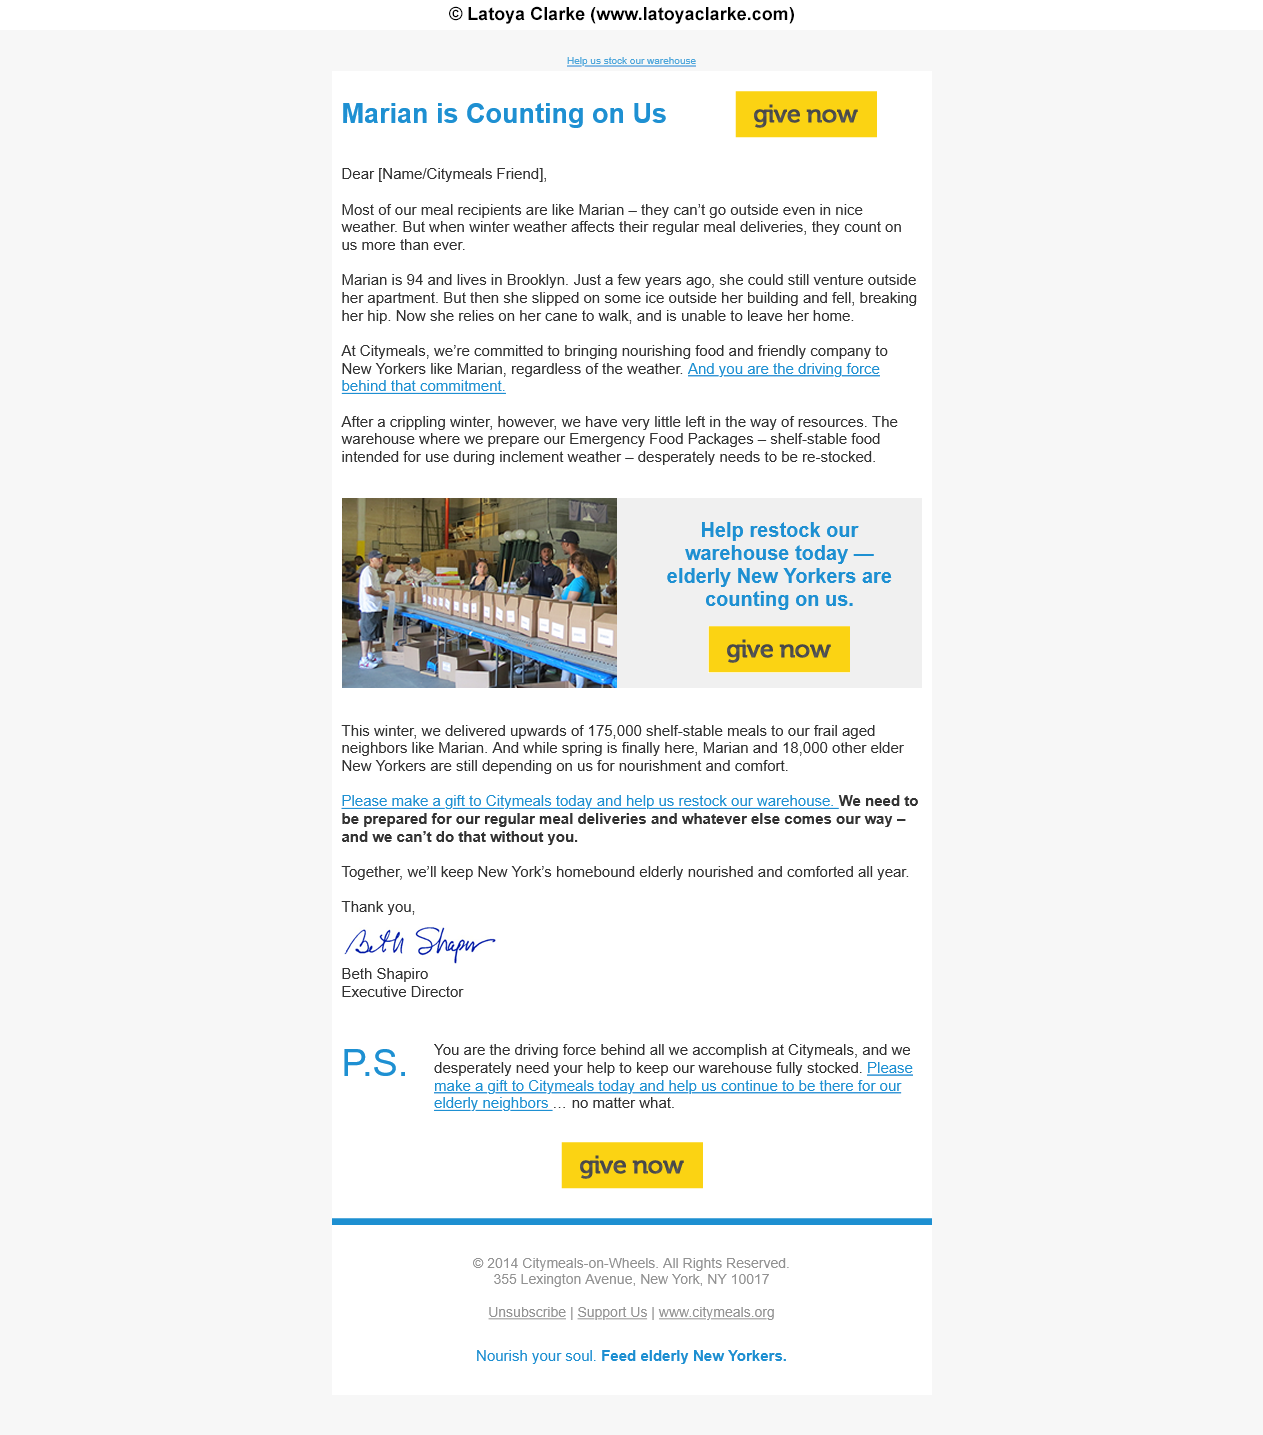 © Latoya Clarke (www.latoyaclarke.com)
Help us stock our warehouse
Marian is Counting on Us
give now
Dear [Name/Citymeals Friend],
Most of our meal recipients are like Marian – they can’t go outside even in nice
weather. But when winter weather affects their regular meal deliveries, they count on
us more than ever.
Marian is 94 and lives in Brooklyn. Just a few years ago, she could still venture outside
her apartment. But then she slipped on some ice outside her building and fell, breaking
her hip. Now she relies on her cane to walk, and is unable to leave her home.
At Citymeals, we’re committed to bringing nourishing food and friendly company to
New Yorkers like Marian, regardless of the weather. And you are the driving force
behind that commitment.
After a crippling winter, however, we have very little left in the way of resources. The
warehouse where we prepare our Emergency Food Packages – shelf-stable food
intended for use during inclement weather – desperately needs to be re-stocked.
Help restock our
warehouse today —
elderly New Yorkers are
counting on us.
give now
This winter, we delivered upwards of 175,000 shelf-stable meals to our frail aged
neighbors like Marian. And while spring is finally here, Marian and 18,000 other elder
New Yorkers are still depending on us for nourishment and comfort.
Please make a gift to Citymeals today and help us restock our warehouse. We need to
be prepared for our regular meal deliveries and whatever else comes our way –
and we can’t do that without you.
Together, we’ll keep New York’s homebound elderly nourished and comforted all year.
Thank you,
Beth Shapiro
Beth Shapiro
Executive Director
P.S.
You are the driving force behind all we accomplish at Citymeals, and we
desperately need your help to keep our warehouse fully stocked. Please
make a gift to Citymeals today and help us continue to be there for our
elderly neighbors … no matter what.
give now
© 2014 Citymeals-on-Wheels. All Rights Reserved.
355 Lexington Avenue, New York, NY 10017
Unsubscribe | Support Us | www.citymeals.org
Nourish your soul. Feed elderly New Yorkers.